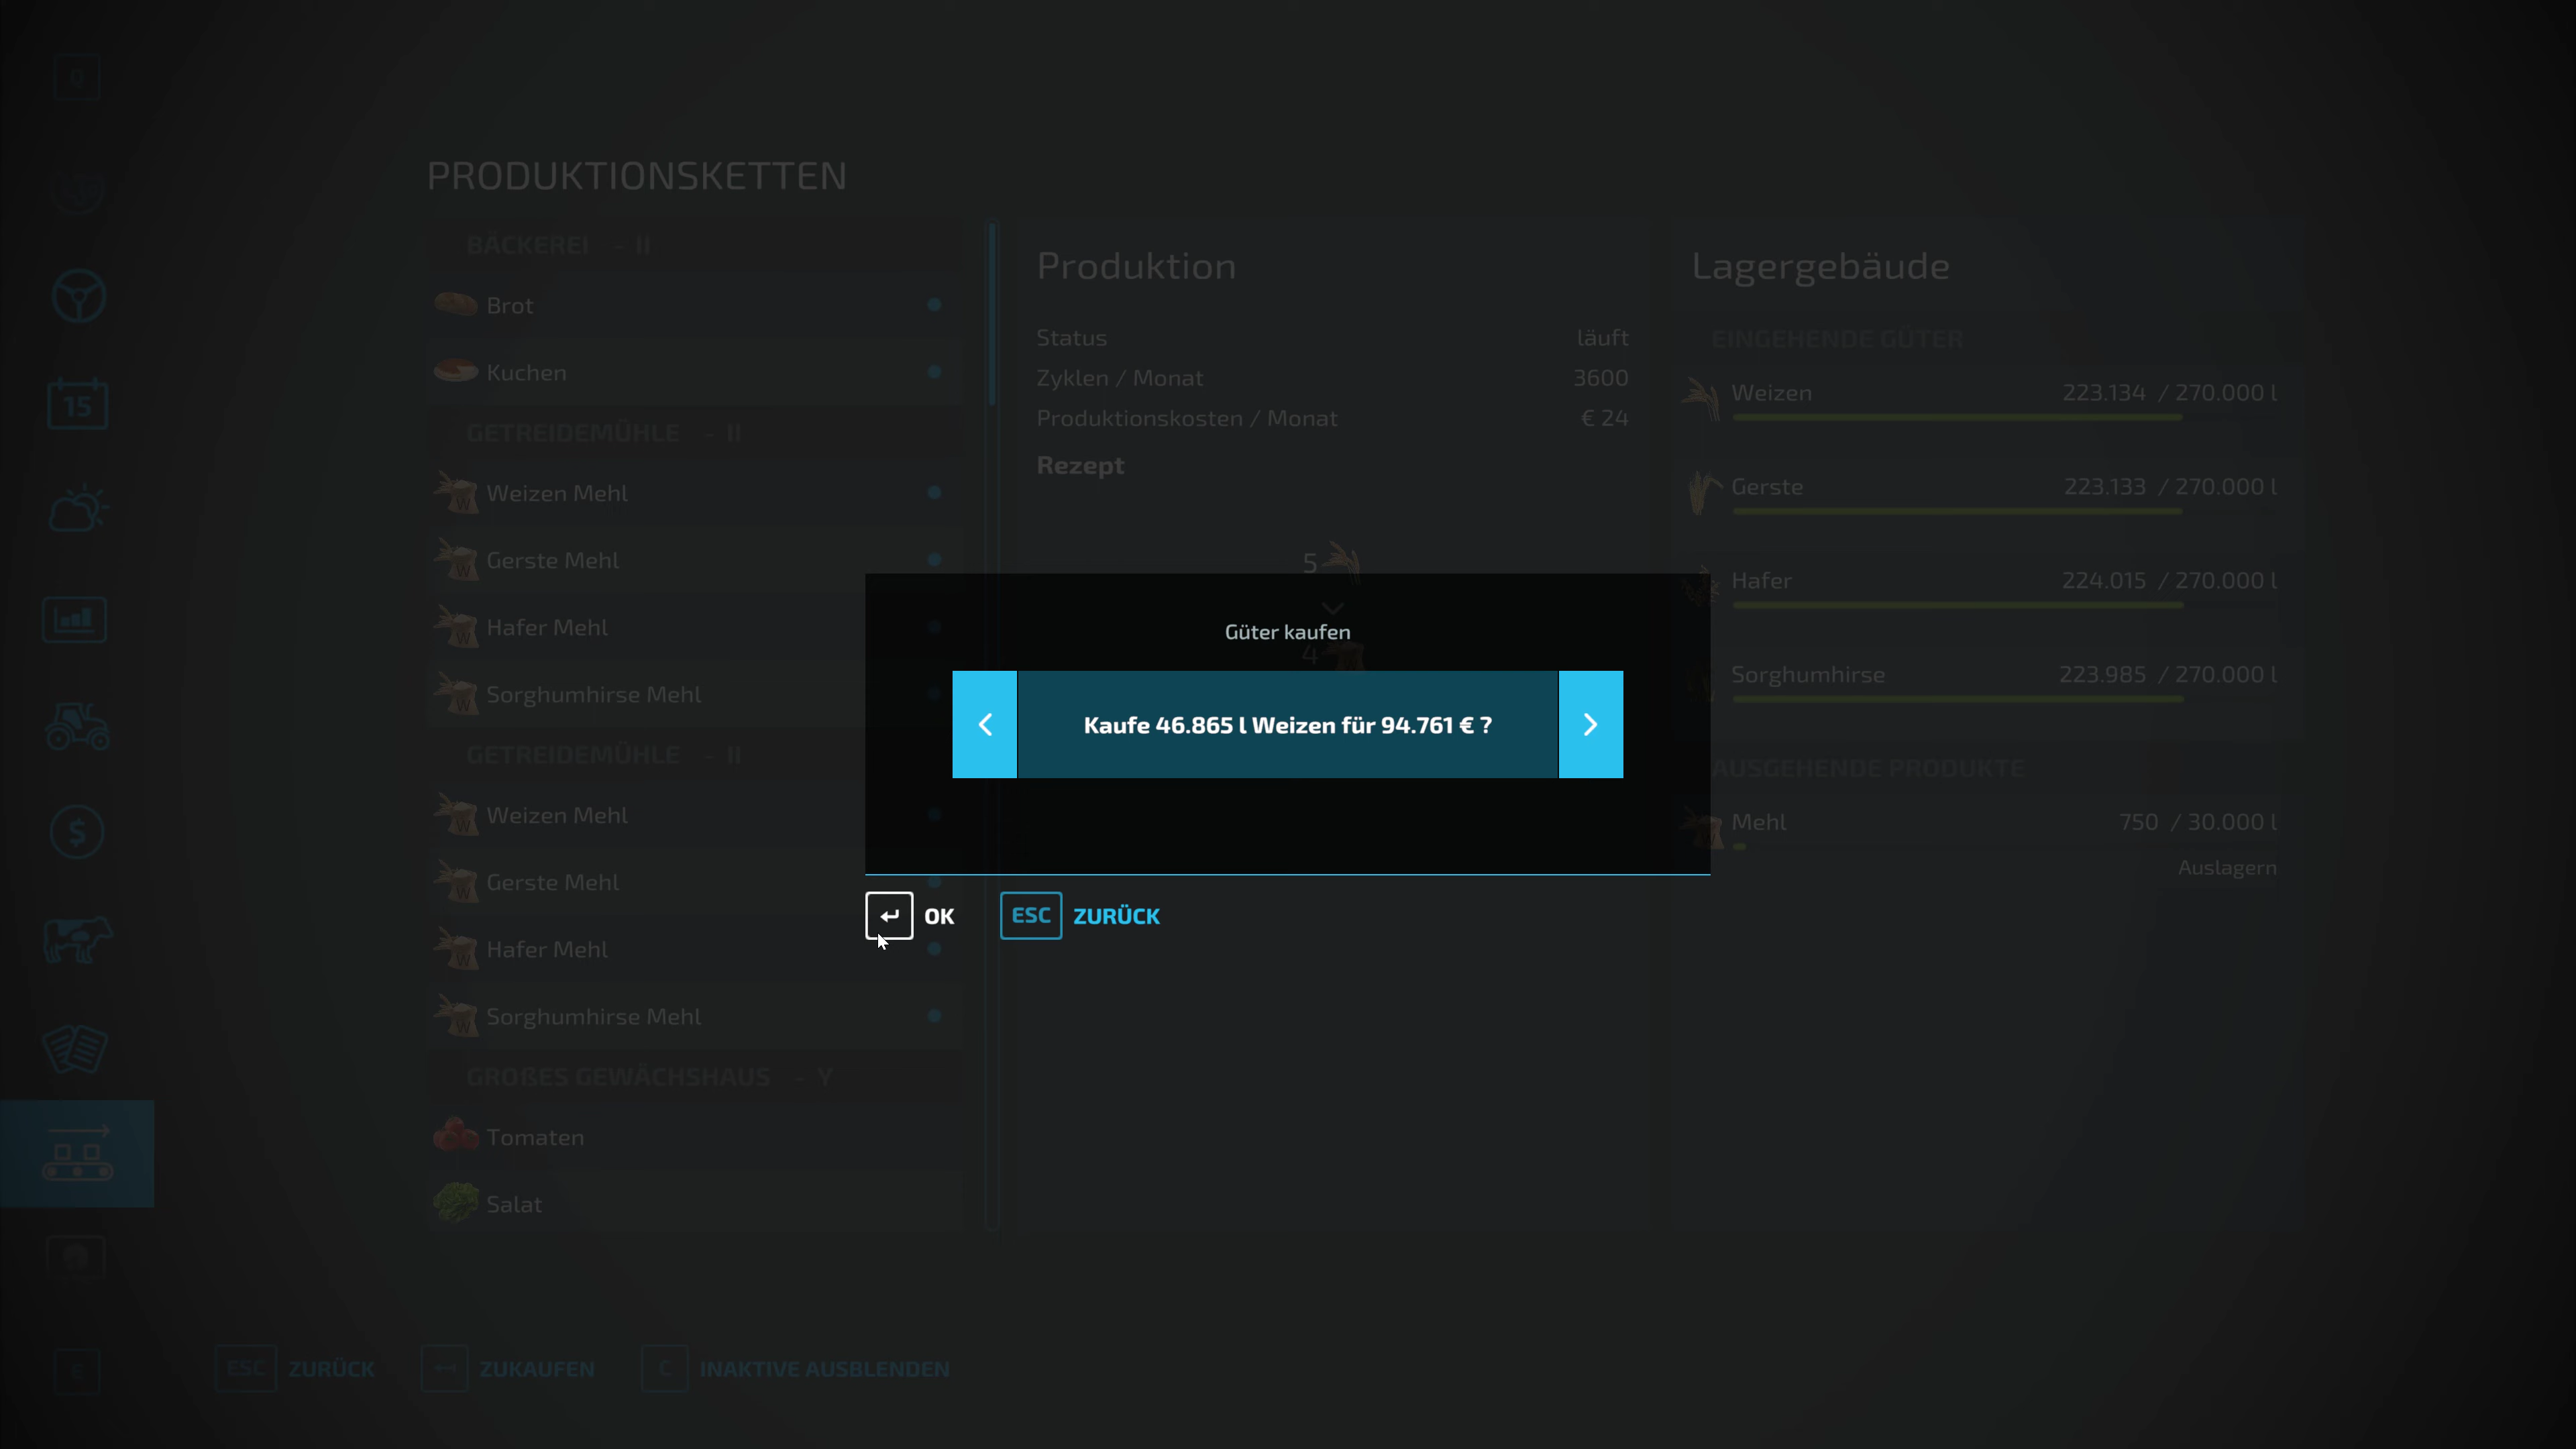 Q
PRODUKTIONSKETTEN
BÄCKEREI - II
Brot
Kuchen
GETREIDEMÜHLE - II
Weizen Mehl
Gerste Mehl
Hafer Mehl
Sorghumhirse Mehl
GETREIDEMÜHLE - II
Weizen Mehl
Gerste Mehl
Hafer Mehl
Sorghumhirse Mehl
GROßES GEWÄCHSHAUS - Y
Tomaten
Salat
15
Produktion
Status läuft
Zyklen / Monat 3600
Produktionskosten / Monat € 24
Rezept
5
4
Lagergebäude
EINGEHENDE GÜTER
Weizen 223.134 / 270.000 l
Gerste 223.133 / 270.000 l
Hafer 224.015 / 270.000 l
Sorghumhirse 223.985 / 270.000 l
AUSGEHENDE PRODUKTE
Mehl 750 / 30.000 l
Auslagern
Güter kaufen
Kaufe 46.865 l Weizen für 94.761 € ?
OK
ESC ZURÜCK
E
ESC ZURÜCK
ZUKAUFEN
C INAKTIVE AUSBLENDEN